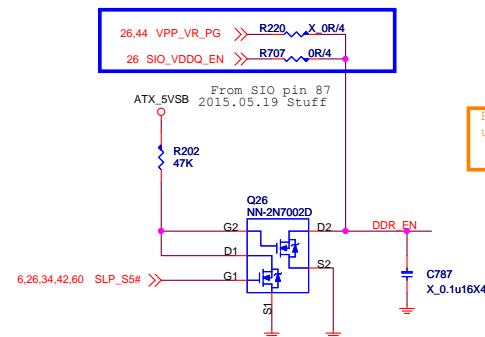 26,44 VPP_VR_PG R220 X_0R/4
26 SIO_VDDQ_EN R707 0R/4
From SIO pin 87
ATX_5VSB 2015.05.19 Stuff
R202
47K
Q26
NN-2N7002D
G2 D2 DDR_EN
D1
S2
6,26,34,42,60 SLP_S5# G1
C787
X_0.1u16X4
S1